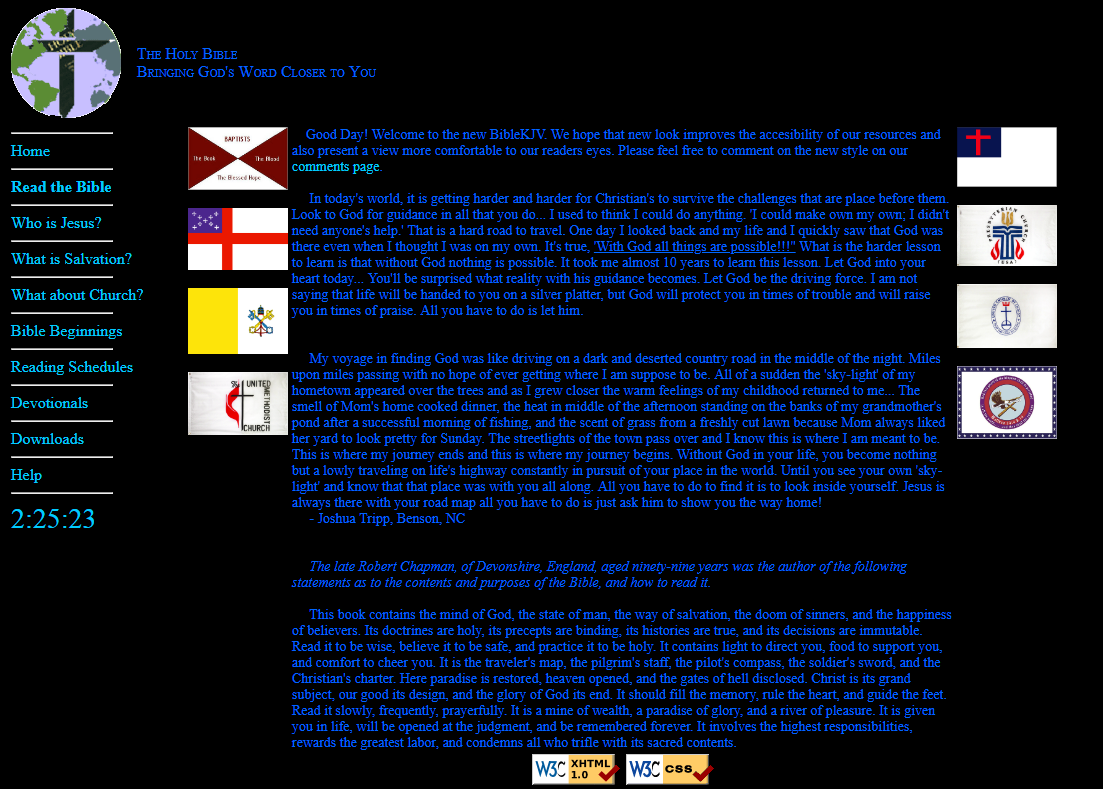 HOLY BIBLE
The Holy Bible
Bringing God's Word Closer to You
Home
Read the Bible
Who is Jesus?
What is Salvation?
What about Church?
Bible Beginnings
Reading Schedules
Devotionals
Downloads
Help
2:25:23
BAPTISTS
The Book
The Blood
The Blessed Hope
UNITED
METHODIST
CHURCH
Good Day! Welcome to the new BibleKJV. We hope that new look improves the accesibility of our resources and
also present a view more comfortable to our readers eyes. Please feel free to comment on the new style on our
comments page.
In today's world, it is getting harder and harder for Christian's to survive the challenges that are place before them.
Look to God for guidance in all that you do... I used to think I could do anything. 'I could make own my own; I didn't
need anyone's help.' That is a hard road to travel. One day I looked back and my life and I quickly saw that God was
there even when I thought I was on my own. It's true, 'With God all things are possible!!!" What is the harder lesson
to learn is that without God nothing is possible. It took me almost 10 years to learn this lesson. Let God into your
heart today... You'll be surprised what reality with his guidance becomes. Let God be the driving force. I am not
saying that life will be handed to you on a silver platter, but God will protect you in times of trouble and will raise
you in times of praise. All you have to do is let him.
My voyage in finding God was like driving on a dark and deserted country road in the middle of the night. Miles
upon miles passing with no hope of ever getting where I am suppose to be. All of a sudden the 'sky-light' of my
hometown appeared over the trees and as I grew closer the warm feelings of my childhood returned to me... The
smell of Mom's home cooked dinner, the heat in middle of the afternoon standing on the banks of my grandmother's
pond after a successful morning of fishing, and the scent of grass from a freshly cut lawn because Mom always liked
her yard to look pretty for Sunday. The streetlights of the town pass over and I know this is where I am meant to be.
This is where my journey ends and this is where my journey begins. Without God in your life, you become nothing
but a lowly traveling on life's highway constantly in pursuit of your place in the world. Until you see your own 'sky-
light' and know that that place was with you all along. All you have to do to find it is to look inside yourself. Jesus is
always there with your road map all you have to do is just ask him to show you the way home!
- Joshua Tripp, Benson, NC
The late Robert Chapman, of Devonshire, England, aged ninety-nine years was the author of the following
statements as to the contents and purposes of the Bible, and how to read it.
This book contains the mind of God, the state of man, the way of salvation, the doom of sinners, and the happiness
of believers. Its doctrines are holy, its precepts are binding, its histories are true, and its decisions are immutable.
Read it to be wise, believe it to be safe, and practice it to be holy. It contains light to direct you, food to support you,
and comfort to cheer you. It is the traveler's map, the pilgrim's staff, the pilot's compass, the soldier's sword, and the
Christian's charter. Here paradise is restored, heaven opened, and the gates of hell disclosed. Christ is its grand
subject, our good its design, and the glory of God its end. It should fill the memory, rule the heart, and guide the feet.
Read it slowly, frequently, prayerfully. It is a mine of wealth, a paradise of glory, and a river of pleasure. It is given
you in life, will be opened at the judgment, and be remembered forever. It involves the highest responsibilities,
rewards the greatest labor, and condemns all who trifle with its sacred contents.
PRESBYTERIAN CHURCH
(USA)
W3C XHTML 1.0
W3C CSS